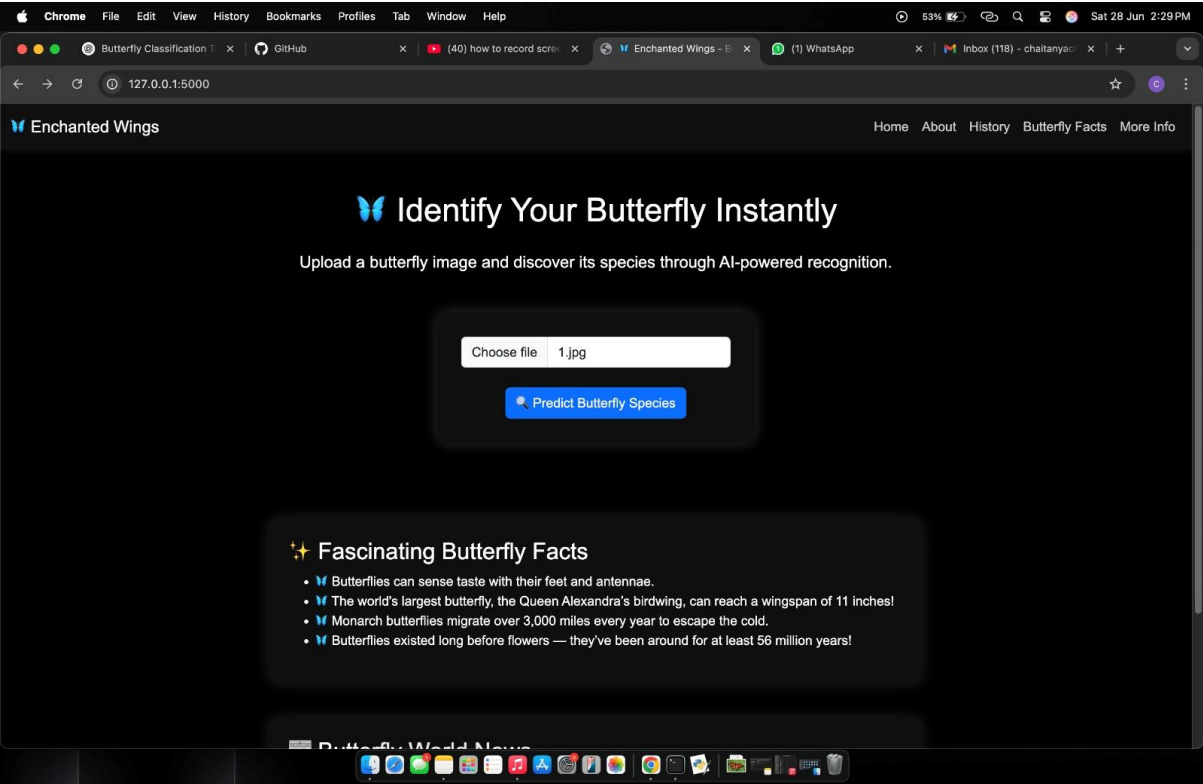 Chrome File Edit View History Bookmarks Profiles Tab Window Help 53% Sat 28 Jun 2:29 PM
Butterfly Classification T GitHub (40) how to record scree Enchanted Wings - B (1) WhatsApp Inbox (118) - chaitanyac
127.0.0.1:5000 C
Enchanted Wings Home About History Butterfly Facts More Info
Identify Your Butterfly Instantly
Upload a butterfly image and discover its species through AI-powered recognition.
Choose file 1.jpg
Predict Butterfly Species
Fascinating Butterfly Facts
Butterflies can sense taste with their feet and antennae.
The world's largest butterfly, the Queen Alexandra's birdwing, can reach a wingspan of 11 inches!
Monarch butterflies migrate over 3,000 miles every year to escape the cold.
Butterflies existed long before flowers — they've been around for at least 56 million years!
Butterfly World News